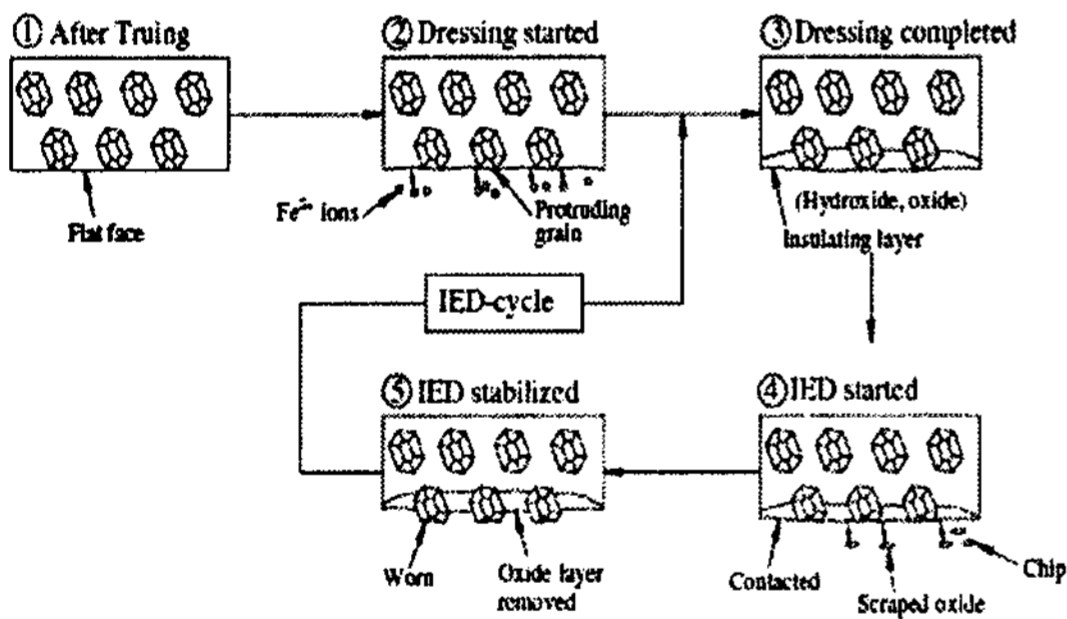 ① After Truing
Flat face
② Dressing started
Fe²⁺ ions
Protruding
grain
③ Dressing completed
(Hydroxide, oxide)
Insulating layer
IED-cycle
④ IED started
Contacted
Scraped oxide
Chip
⑤ IED stabilized
Worn
Oxide layer
removed